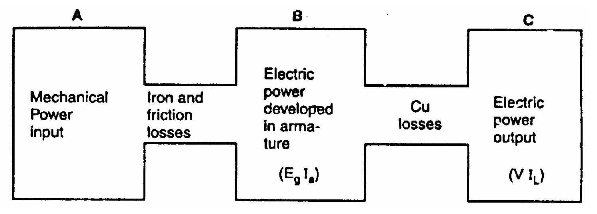 A
B
C
Mechanical
Power
input
Iron and
friction
losses
Electric
power
developed
in arma-
ture
(Eg Ia)
Cu
losses
Electric
power
output
(V IL)